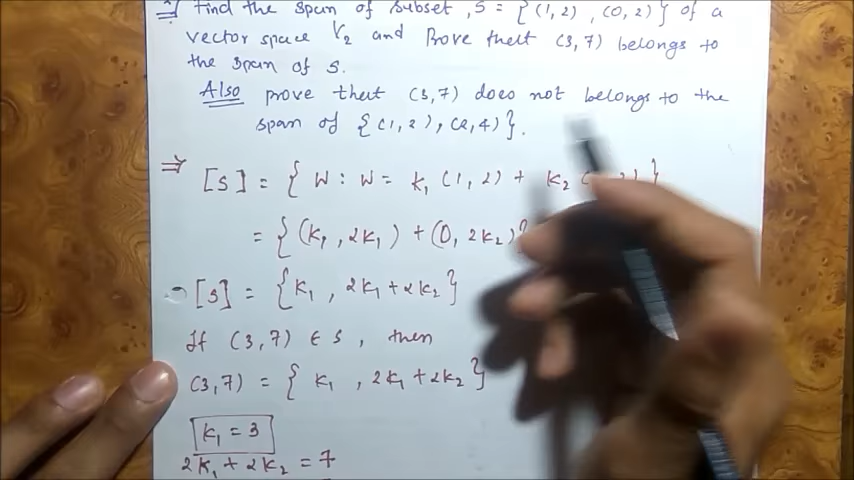 ⇒ Find the span of subset, S = {(1,2), (0,2)} of a
vector space V₂ and Prove thelt (3,7) belongs to
the span of S.
Also prove thert (3,7) does not belongs to the
span of {(1,2), (2,4)}.
⇒ [S] = { W : W = k₁ (1,2) + k₂ ( 2) }
= { (k₁, 2k₁) + (0, 2k₂)
[S] = { k₁, 2k₁+2k₂ }
If (3,7) ∈ S, then
(3,7) = { k₁, 2k₁+2k₂ }
k₁ = 3
2k₁ + 2k₂ = 7